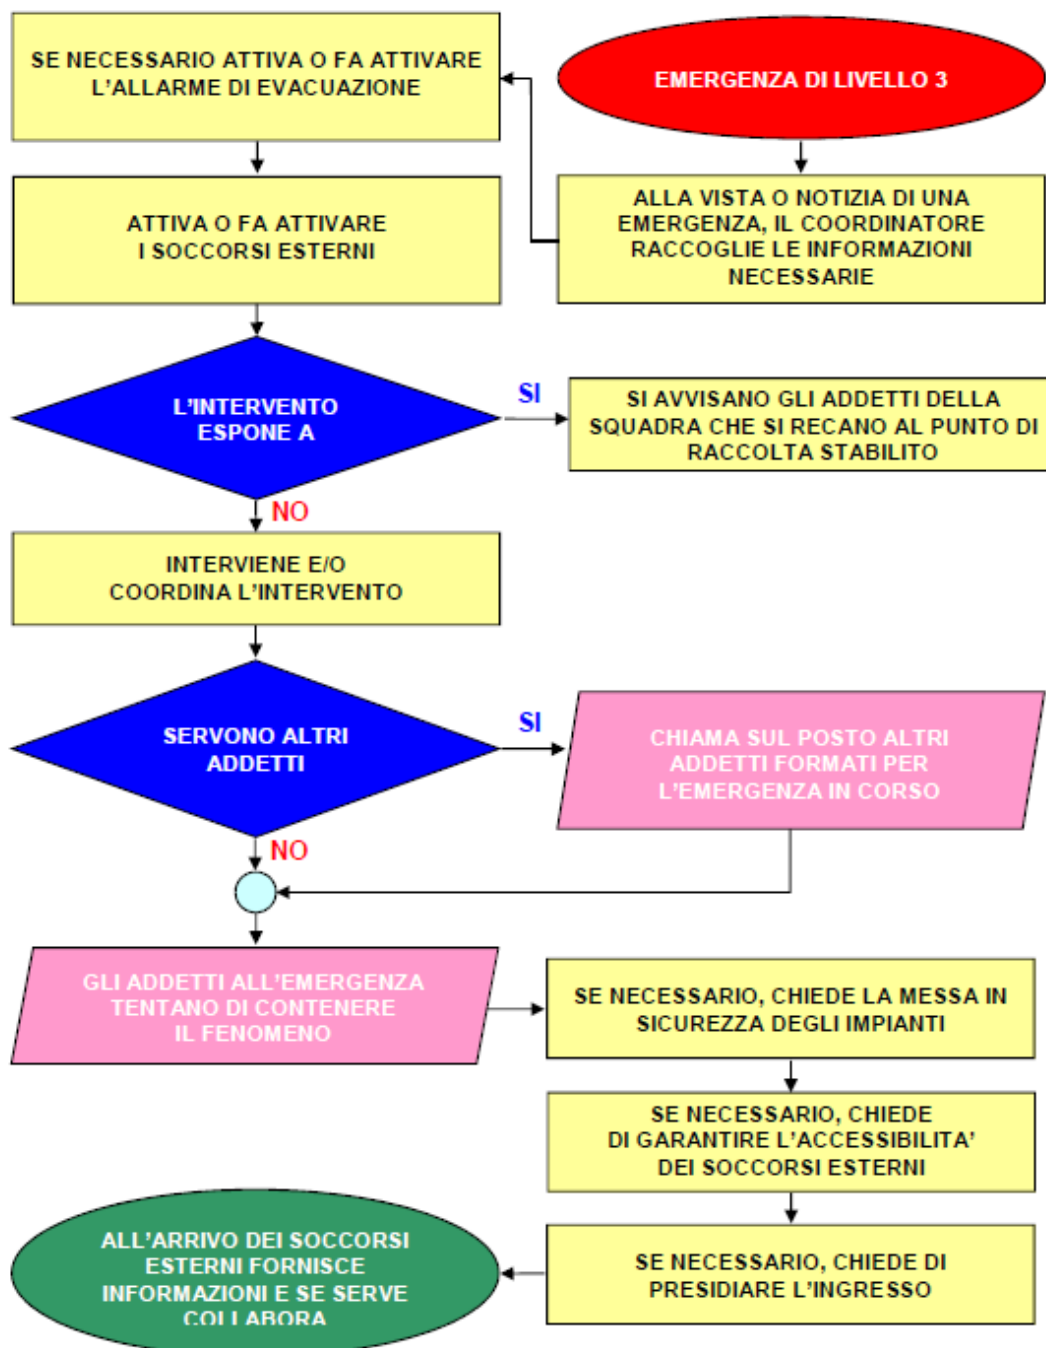 EMERGENZA DI LIVELLO 3
ALLA VISTA O NOTIZIA DI UNA
EMERGENZA, IL COORDINATORE
RACCOGLIE LE INFORMAZIONI
NECESSARIE
SE NECESSARIO ATTIVA O FA ATTIVARE
L'ALLARME DI EVACUAZIONE
ATTIVA O FA ATTIVARE
I SOCCORSI ESTERNI
L'INTERVENTO
ESPONE A
SI
SI AVVISANO GLI ADDETTI DELLA
SQUADRA CHE SI RECANO AL PUNTO DI
RACCOLTA STABILITO
NO
INTERVIENE E/O
COORDINA L'INTERVENTO
SERVONO ALTRI
ADDETTI
SI
CHIAMA SUL POSTO ALTRI
ADDETTI FORMATI PER
L'EMERGENZA IN CORSO
NO
GLI ADDETTI ALL'EMERGENZA
TENTANO DI CONTENERE
IL FENOMENO
SE NECESSARIO, CHIEDE LA MESSA IN
SICUREZZA DEGLI IMPIANTI
SE NECESSARIO, CHIEDE
DI GARANTIRE L'ACCESSIBILITA'
DEI SOCCORSI ESTERNI
SE NECESSARIO, CHIEDE DI
PRESIDIARE L'INGRESSO
ALL'ARRIVO DEI SOCCORSI
ESTERNI FORNISCE
INFORMAZIONI E SE SERVE
COLLABORA